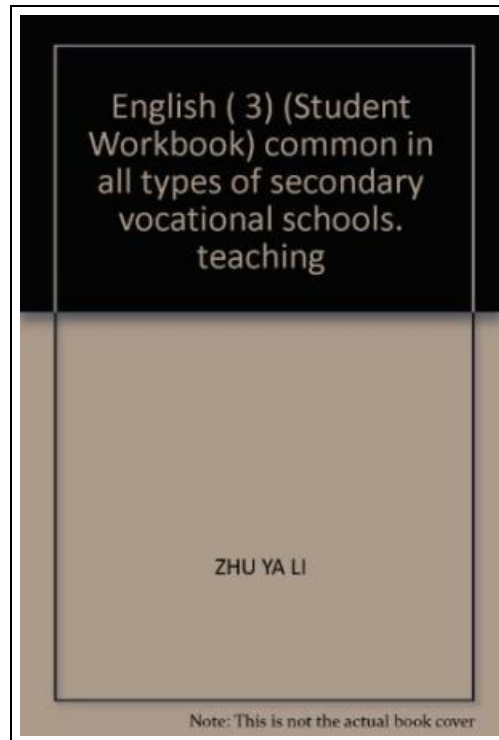 English ( 3) (Student
Workbook) common in
all types of secondary
vocational schools.
teaching
ZHU YA LI
Note: This is not the actual book cover